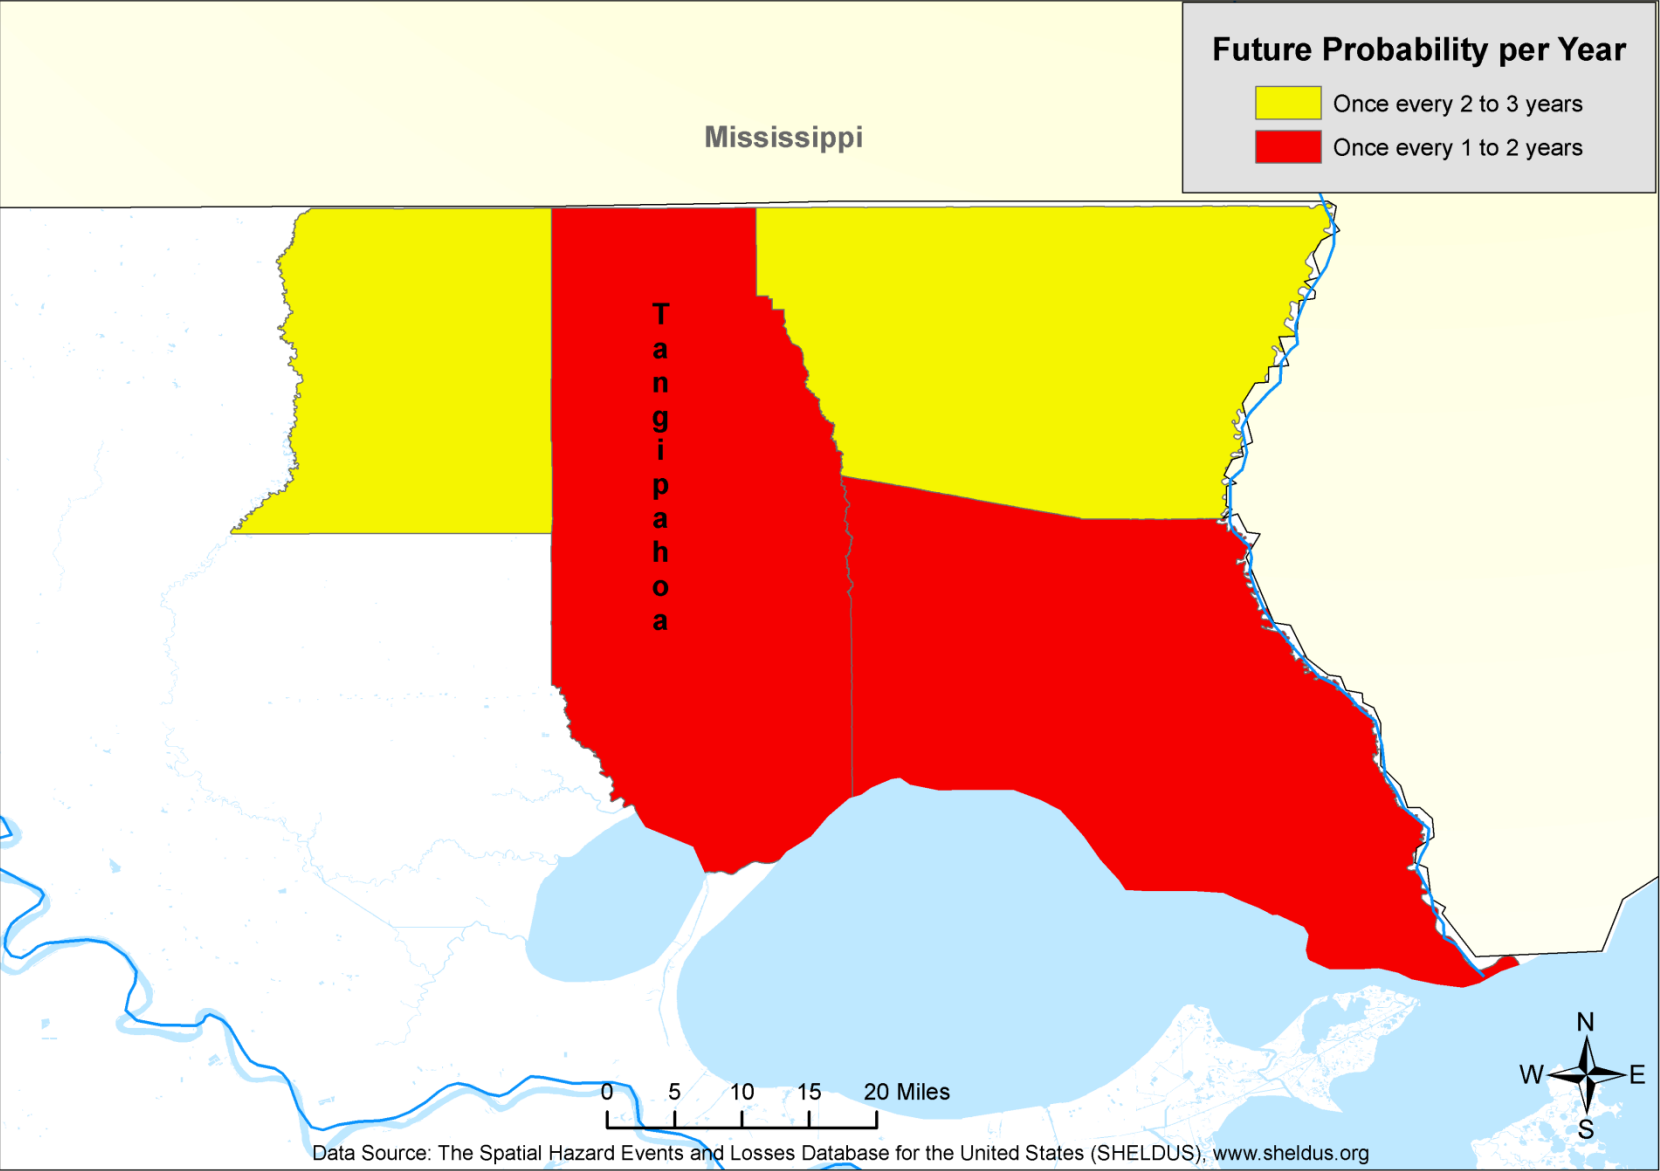 Future Probability per Year
Once every 2 to 3 years
Once every 1 to 2 years
Mississippi
Tangipahoa
N
W E
S
0 5 10 15 20 Miles
Data Source: The Spatial Hazard Events and Losses Database for the United States (SHELDUS), www.sheldus.org